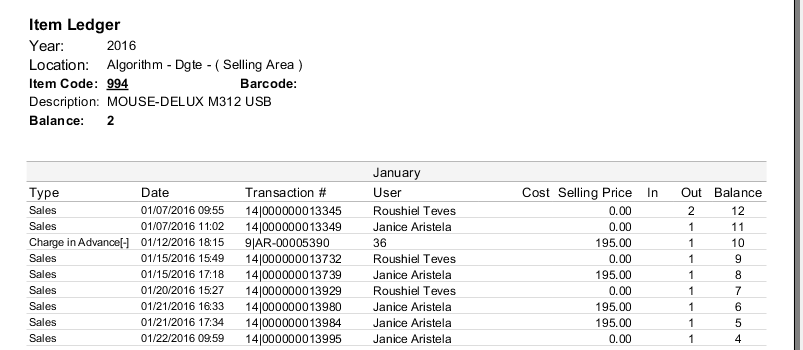 Item Ledger
Year: 2016
Location: Algorithm - Dgte - ( Selling Area )
Item Code: 994 Barcode:
Description: MOUSE-DELUX M312 USB
Balance: 2
January
Type Date Transaction # User Cost Selling Price In Out Balance
Sales 01/07/2016 09:55 14|000000013345 Roushiel Teves 0.00 2 12
Sales 01/07/2016 11:02 14|000000013349 Janice Aristela 0.00 1 11
Charge in Advance[-] 01/12/2016 18:15 9|AR-00005390 36 195.00 1 10
Sales 01/15/2016 15:49 14|000000013732 Roushiel Teves 0.00 1 9
Sales 01/15/2016 17:18 14|000000013739 Janice Aristela 195.00 1 8
Sales 01/20/2016 15:27 14|000000013929 Roushiel Teves 0.00 1 7
Sales 01/21/2016 16:33 14|000000013980 Janice Aristela 195.00 1 6
Sales 01/21/2016 17:34 14|000000013984 Janice Aristela 195.00 1 5
Sales 01/22/2016 09:59 14|000000013995 Janice Aristela 0.00 1 4